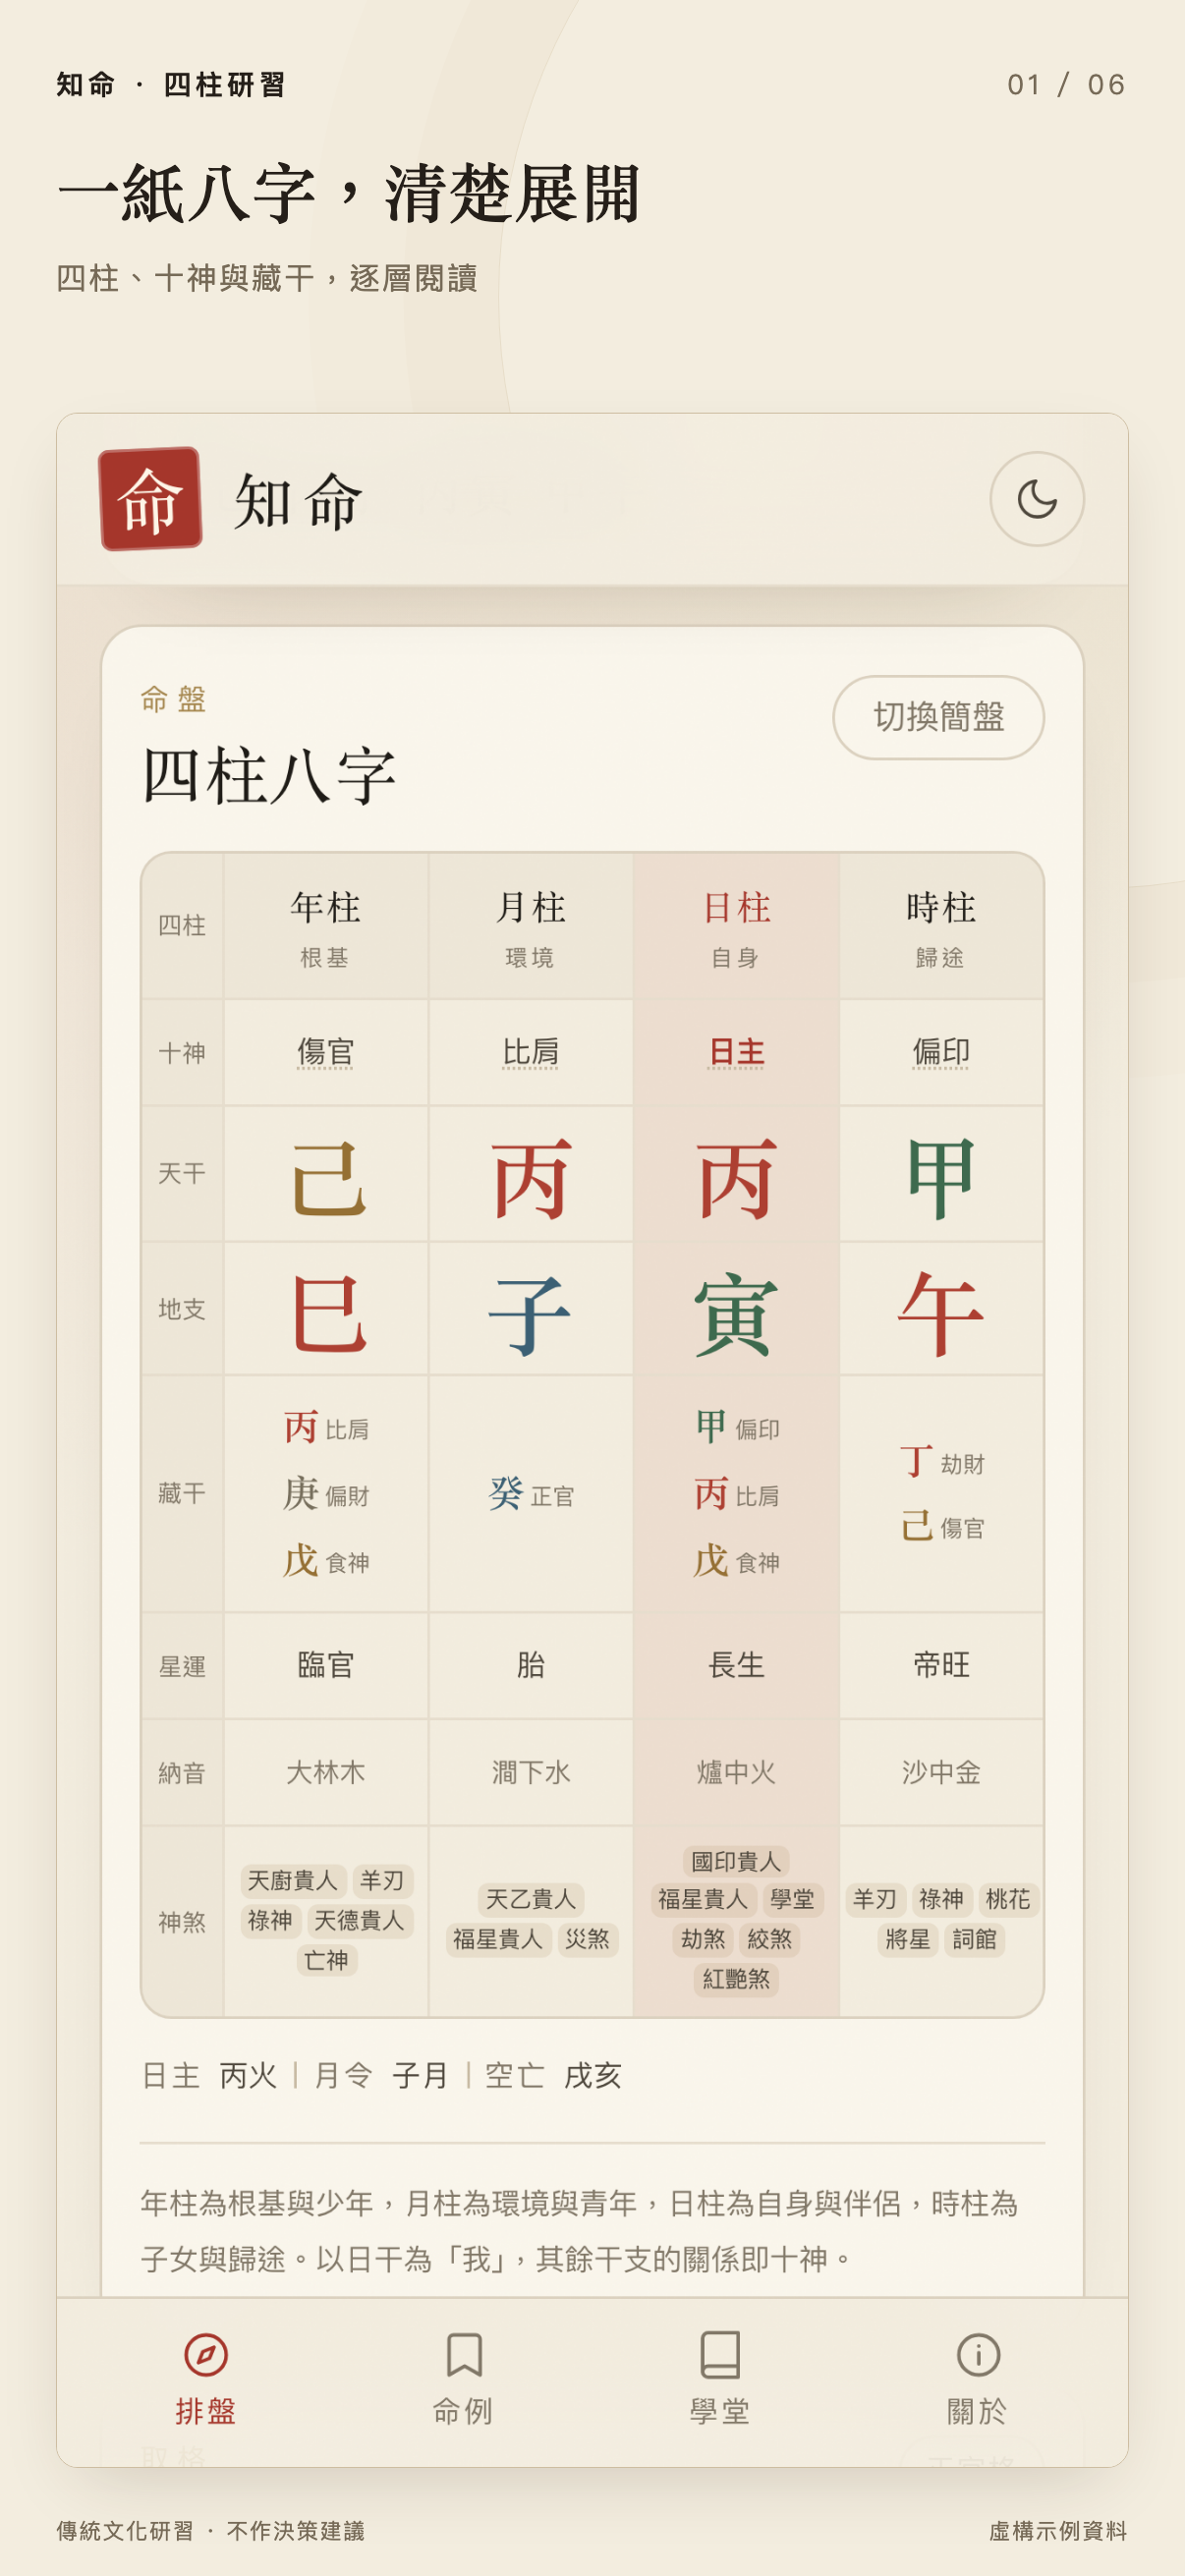 知命 · 四柱研習
01 / 06
一紙八字，清楚展開
四柱、十神與藏干，逐層閱讀
命 知命
命盤
切換簡盤
四柱八字
四柱 年柱 月柱 日柱 時柱
根基 環境 自身 歸途
十神 傷官 比肩 日主 偏印
天干 己 丙 丙 甲
地支 巳 子 寅 午
藏干
丙 比肩 庚 偏財 戊 食神
癸 正官
甲 偏印 丙 比肩 戊 食神
丁 劫財 己 傷官
星運 臨官 胎 長生 帝旺
納音 大林木 澗下水 爐中火 沙中金
神煞
天廚貴人 羊刃
祿神 天德貴人
亡神
天乙貴人
福星貴人 災煞
國印貴人
福星貴人 學堂
劫煞 絞煞
紅艷煞
羊刃 祿神 桃花
將星 詞館
日主 丙火 | 月令 子月 | 空亡 戌亥
年柱為根基與少年，月柱為環境與青年，日柱為自身與伴侶，時柱為
子女與歸途。以日干為「我」，其餘干支的關係即十神。
排盤 命例 學堂 關於
取格 正官格
傳統文化研習 · 不作決策建議
虛構示例資料